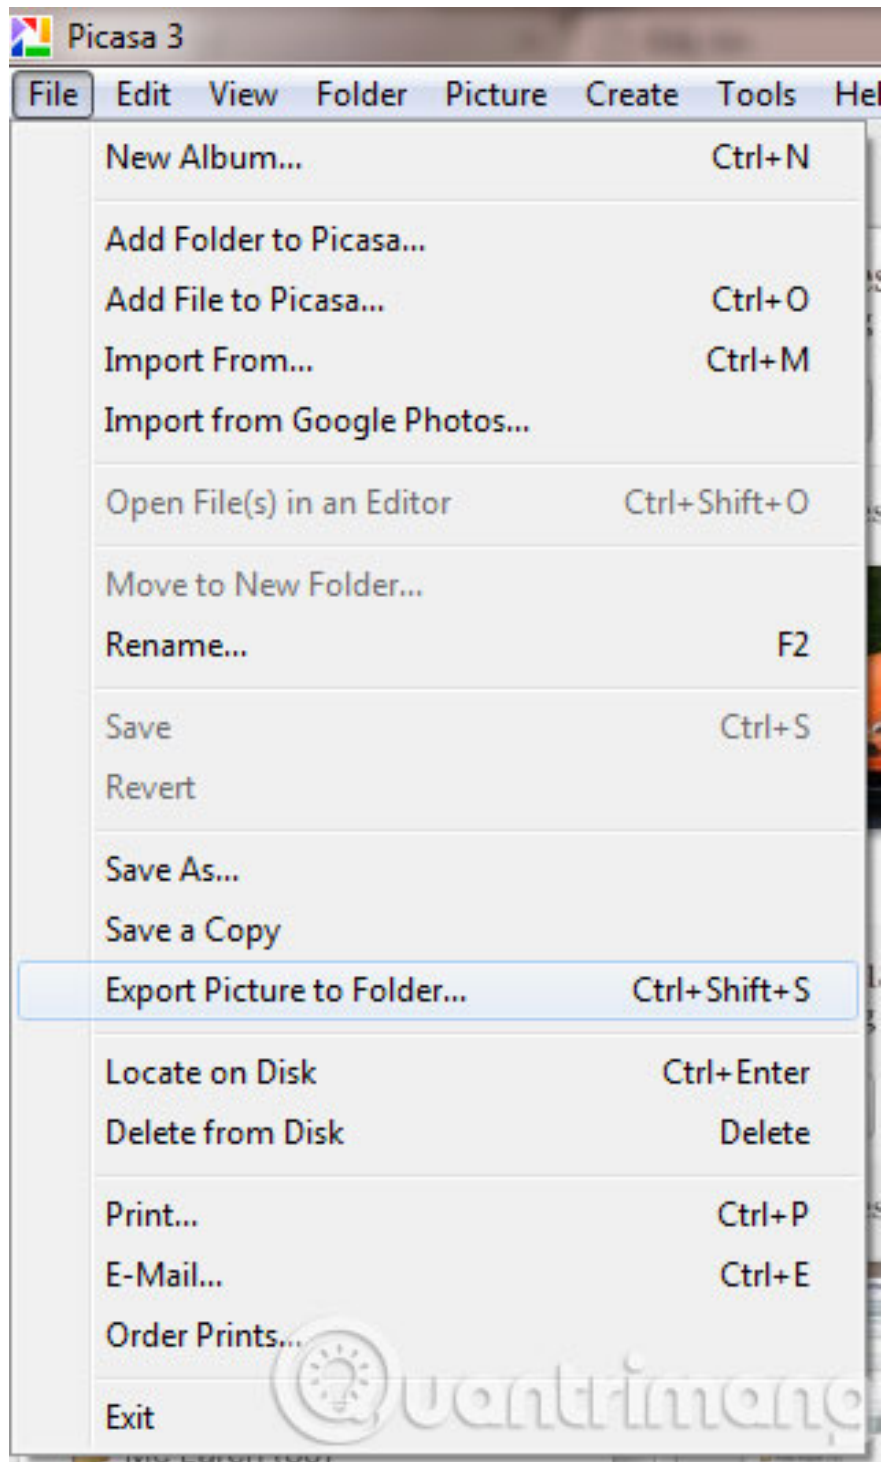 Picasa 3
File Edit View Folder Picture Create Tools
New Album... Ctrl+N
Add Folder to Picasa...
Add File to Picasa... Ctrl+O
Import From... Ctrl+M
Import from Google Photos...
Open File(s) in an Editor Ctrl+Shift+O
Move to New Folder...
Rename... F2
Save Ctrl+S
Revert
Save As...
Save a Copy
Export Picture to Folder... Ctrl+Shift+S
Locate on Disk Ctrl+Enter
Delete from Disk Delete
Print... Ctrl+P
E-Mail... Ctrl+E
Order Prints...
Exit
Quantrimang